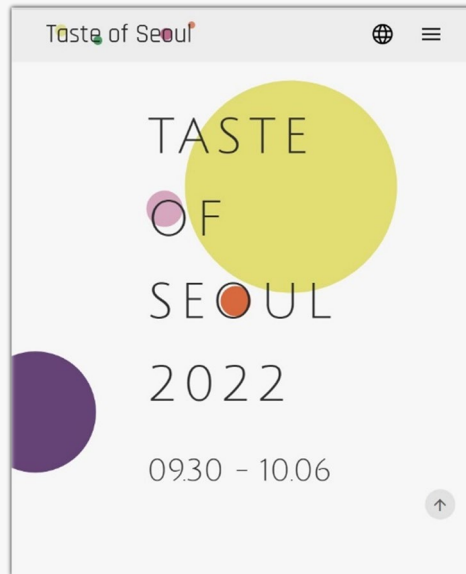 Taste of Seoul
TASTE
OF
SEOUL
2022
09.30 - 10.06